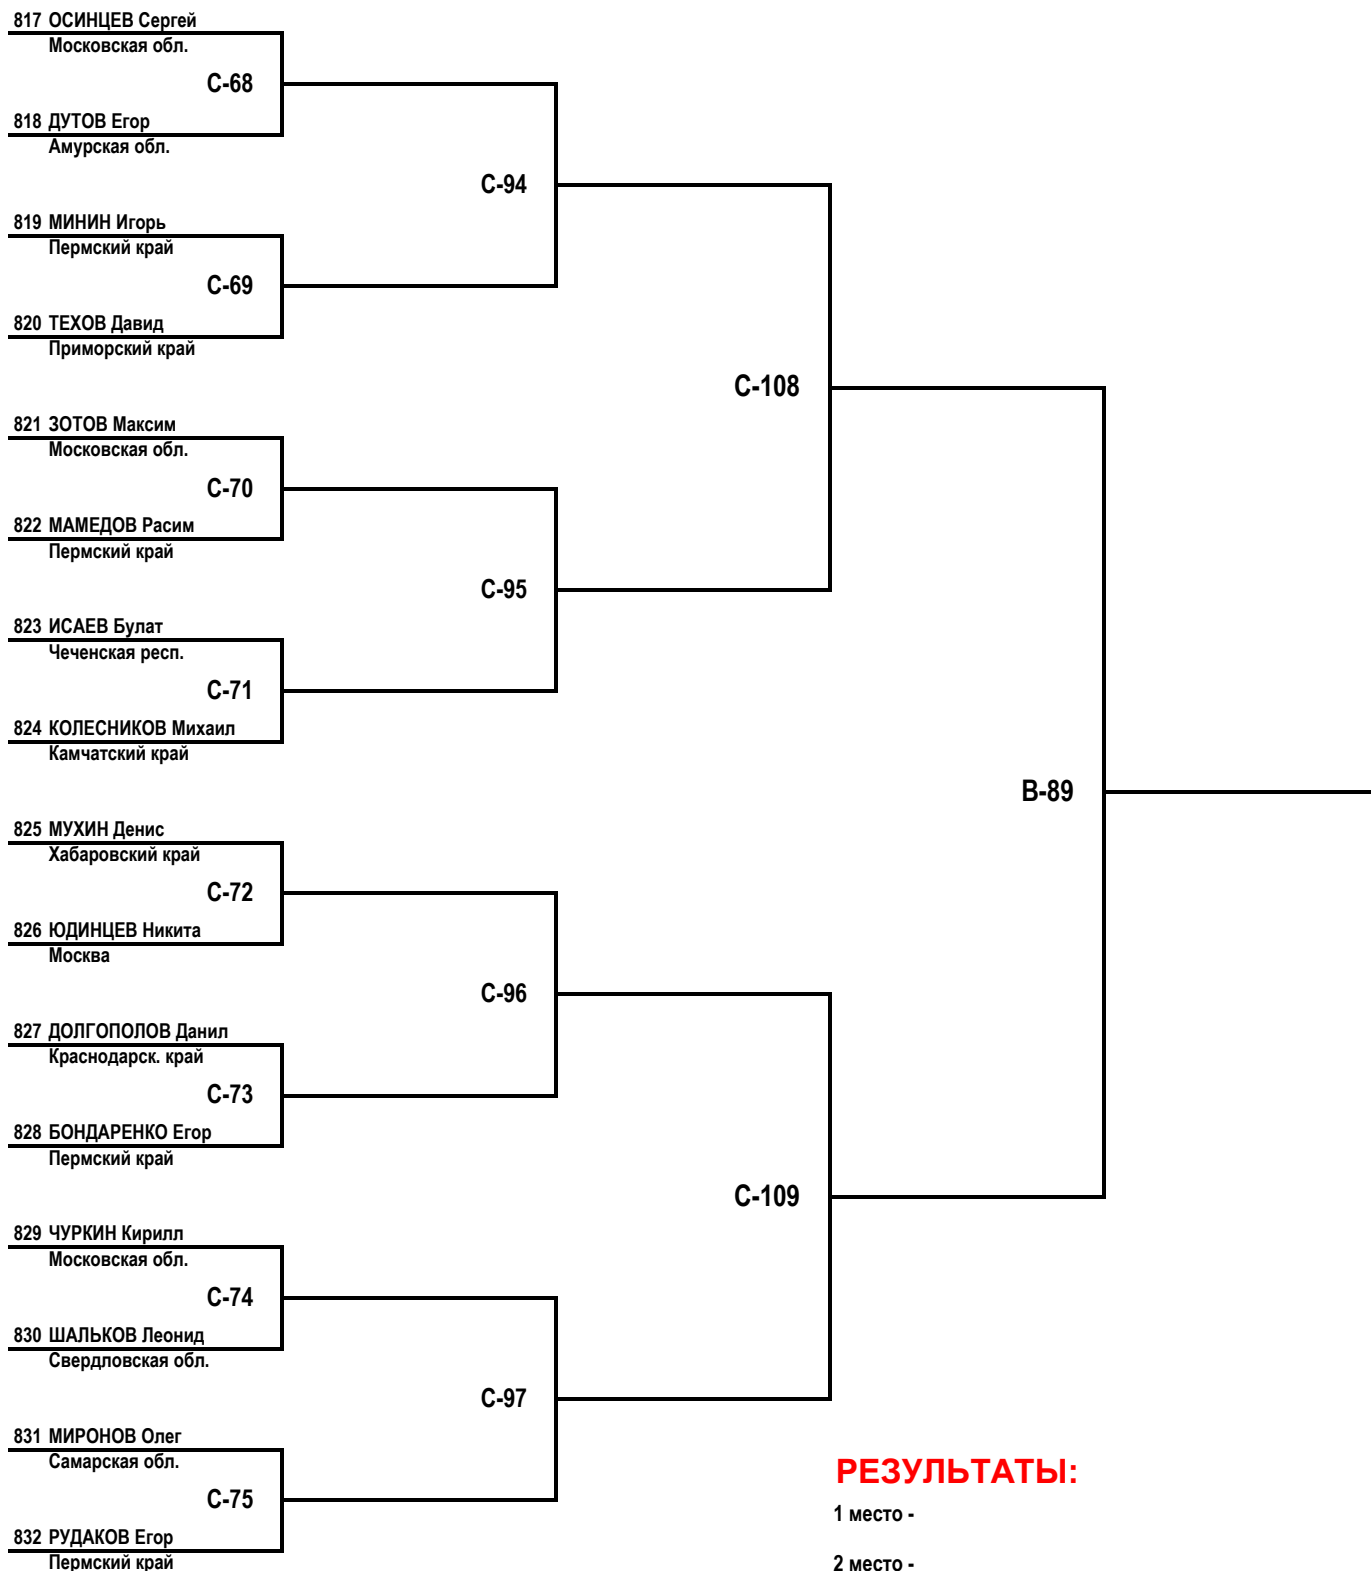 817 ОСИНЦЕВ Сергей
Московская обл.
С-68
818 ДУТОВ Егор
Амурская обл.
С-94
819 МИНИН Игорь
Пермский край
С-69
820 ТЕХОВ Давид
Приморский край
С-108
821 ЗОТОВ Максим
Московская обл.
С-70
822 МАМЕДОВ Расим
Пермский край
С-95
823 ИСАЕВ Булат
Чеченская респ.
С-71
824 КОЛЕСНИКОВ Михаил
Камчатский край
В-89
825 МУХИН Денис
Хабаровский край
С-72
826 ЮДИНЦЕВ Никита
Москва
С-96
827 ДОЛГОПОЛОВ Данил
Краснодарск. край
С-73
828 БОНДАРЕНКО Егор
Пермский край
С-109
829 ЧУРКИН Кирилл
Московская обл.
С-74
830 ШАЛЬКОВ Леонид
Свердловская обл.
С-97
831 МИРОНОВ Олег
Самарская обл.
С-75
832 РУДАКОВ Егор
Пермский край
РЕЗУЛЬТАТЫ:
1 место -
2 место -